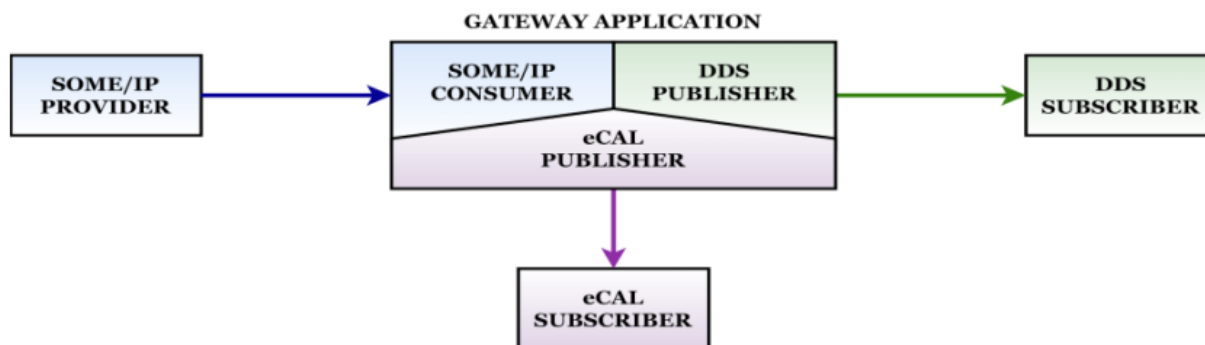 GATEWAY APPLICATION
SOME/IP
PROVIDER
SOME/IP
CONSUMER
DDS
PUBLISHER
DDS
SUBSCRIBER
eCAL
PUBLISHER
eCAL
SUBSCRIBER